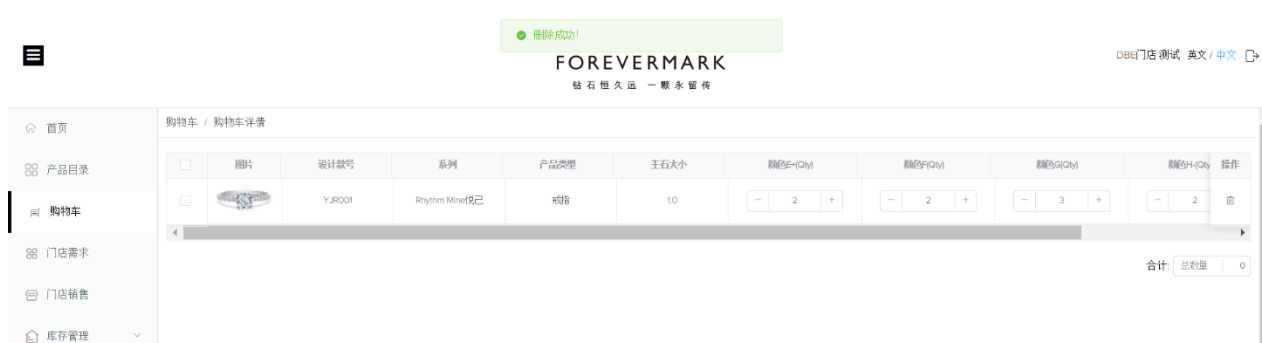 删除成功!
FOREVERMARK
钻石恒久远 一颗永留传
DBE门店 测试 英文 / 中文
首页
产品目录
购物车
门店需求
门店销售
库存管理
购物车 / 购物车详情
图片 设计款号 系列 产品类型 主石大小 颜色E+(Qty) 颜色F(Qty) 颜色G(Qty) 颜色H-(Qty 操作
YJR001 Rhythm Mine悦己 戒指 1.0 2 2 3 2
合计: 总数量 0